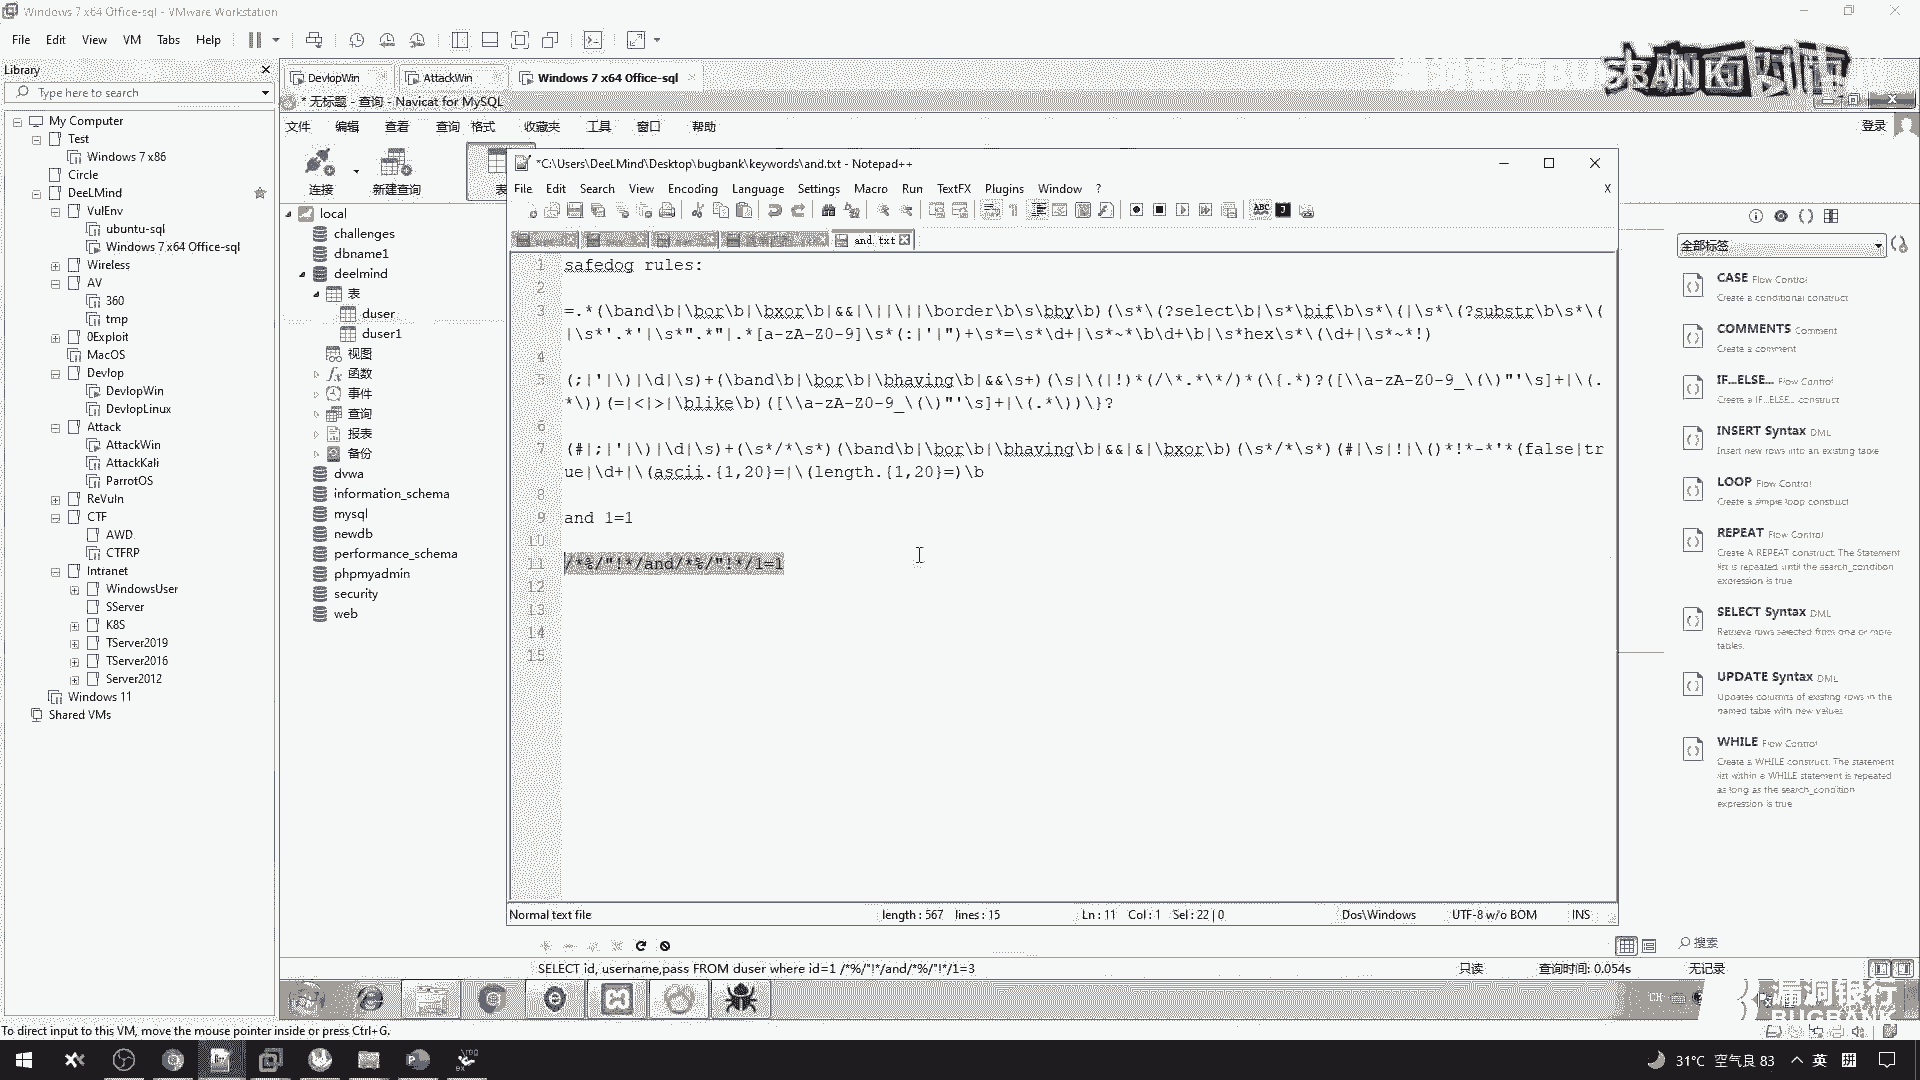 Windows 7 x64 Office-sql - VMware Workstation
File Edit View VM Tabs Help
Library
Type here to search
My Computer
Test
Windows 7 x86
Circle
DeeLMind
VulEnv
ubuntu-sql
Windows 7 x64 Office-sql
Wireless
AV
360
tmp
0Exploit
MacOS
Devlop
DevlopWin
DevlopLinux
Attack
AttackWin
AttackKali
ParrotOS
ReVuln
CTF
AWD
CTFRP
Intranet
WindowsUser
SServer
K8S
TServer2019
TServer2016
Server2012
Windows 11
Shared VMs
DevlopWin AttackWin Windows 7 x64 Office-sql
* 无标题 - 查询 - Navicat for MySQL
文件 编辑 查看 查询 格式 收藏夹 工具 窗口 帮助
登录
连接 新建查询 表
local
challenges
dbname1
deelmind
表
duser
duser1
视图
函数
事件
查询
报表
备份
dvwa
information_schema
mysql
newdb
performance_schema
phpmyadmin
security
web
*C:\Users\DeeLMind\Desktop\bugbank\keywords\and.txt - Notepad++
File Edit Search View Encoding Language Settings Macro Run TextFX Plugins Window ? X
and.txt
1 safedog rules:
2
3 =.*(\band\b|\bor\b|\bxor\b|&&|\||\||\border\b\s\bby\b)(\s*\(?select\b|\s*\bif\b\s*\(|\s*\(?substr\b\s*\(
|\s*'.*'|\s*".*"|.*[a-zA-Z0-9]\s*(:|'|")+\s*=\s*\d+|\s*~*\b\d+\b|\s*hex\s*\(\d+|\s*~*!)
4
5 (;|'|\)|\d|\s)+(\band\b|\bor\b|\bhaving\b|&&\s+)(\s|\(|!)*(/\*.*\*/)*(\{.*)?([\\a-zA-Z0-9_\(\)"'\s]+|\(.
*\))(=|<|>|\blike\b)([\\a-zA-Z0-9_\(\)"'\s]+|\(.*\))\}?
6
7 (#|;|'|\)|\d|\s)+(\s*/*\s*)(\band\b|\bor\b|\bhaving\b|&&|&|\bxor\b)(\s*/*\s*)(#|\s|!|\()*!*-*'*(false|tr
ue|\d+|\(ascii.{1,20}=|\(length.{1,20}=)\b
8
9 and 1=1
10
11 /*%/"!*/and/*%/"!*/1=1
12
13
14
15
Normal text file length : 567 lines : 15 Ln : 11 Col : 1 Sel : 22 | 0 Dos\Windows UTF-8 w/o BOM INS
全部标签
CASE Flow Control
Create a conditional construct
COMMENTS Comment
Create a comment
IF...ELSE... Flow Control
Create a IF...ELSE... construct
INSERT Syntax DML
Insert new rows into an existing table
LOOP Flow Control
Create a simple loop construct
REPEAT Flow Control
Create A REPEAT construct. The Statement
list is repeated until the search_condition
expression is true.
SELECT Syntax DML
Retrieve rows selected from one or more
tables.
UPDATE Syntax DML
Updates columns of existing rows in the
named table with new values.
WHILE Flow Control
Create a WHILE construct. The statement
list within a WHILE statement is repeated
as long as the search_condition
expression is true.
搜索
SELECT id, username,pass FROM duser where id=1 /*%/"!*/and/*%/"!*/1=3 只读 查询时间: 0.054s 无记录
CH
漏洞银行
BUGBANK
To direct input to this VM, move the mouse pointer inside or press Ctrl+G.
31°C 空气良 83 英 拼